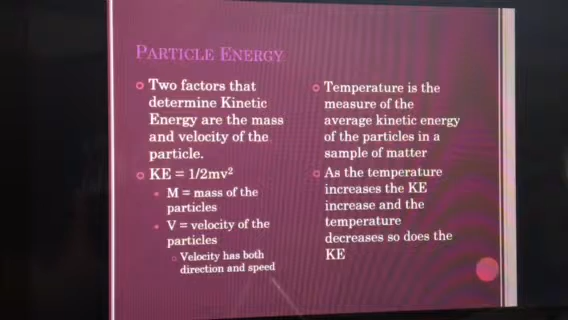 PARTICLE ENERGY
Two factors that
determine Kinetic
Energy are the mass
and velocity of the
particle.
KE = 1/2mv²
M = mass of the
particles
V = velocity of the
particles
Velocity has both
direction and speed
Temperature is the
measure of the
average kinetic energy
of the particles in a
sample of matter
As the temperature
increases the KE
increase and the
temperature
decreases so does the
KE